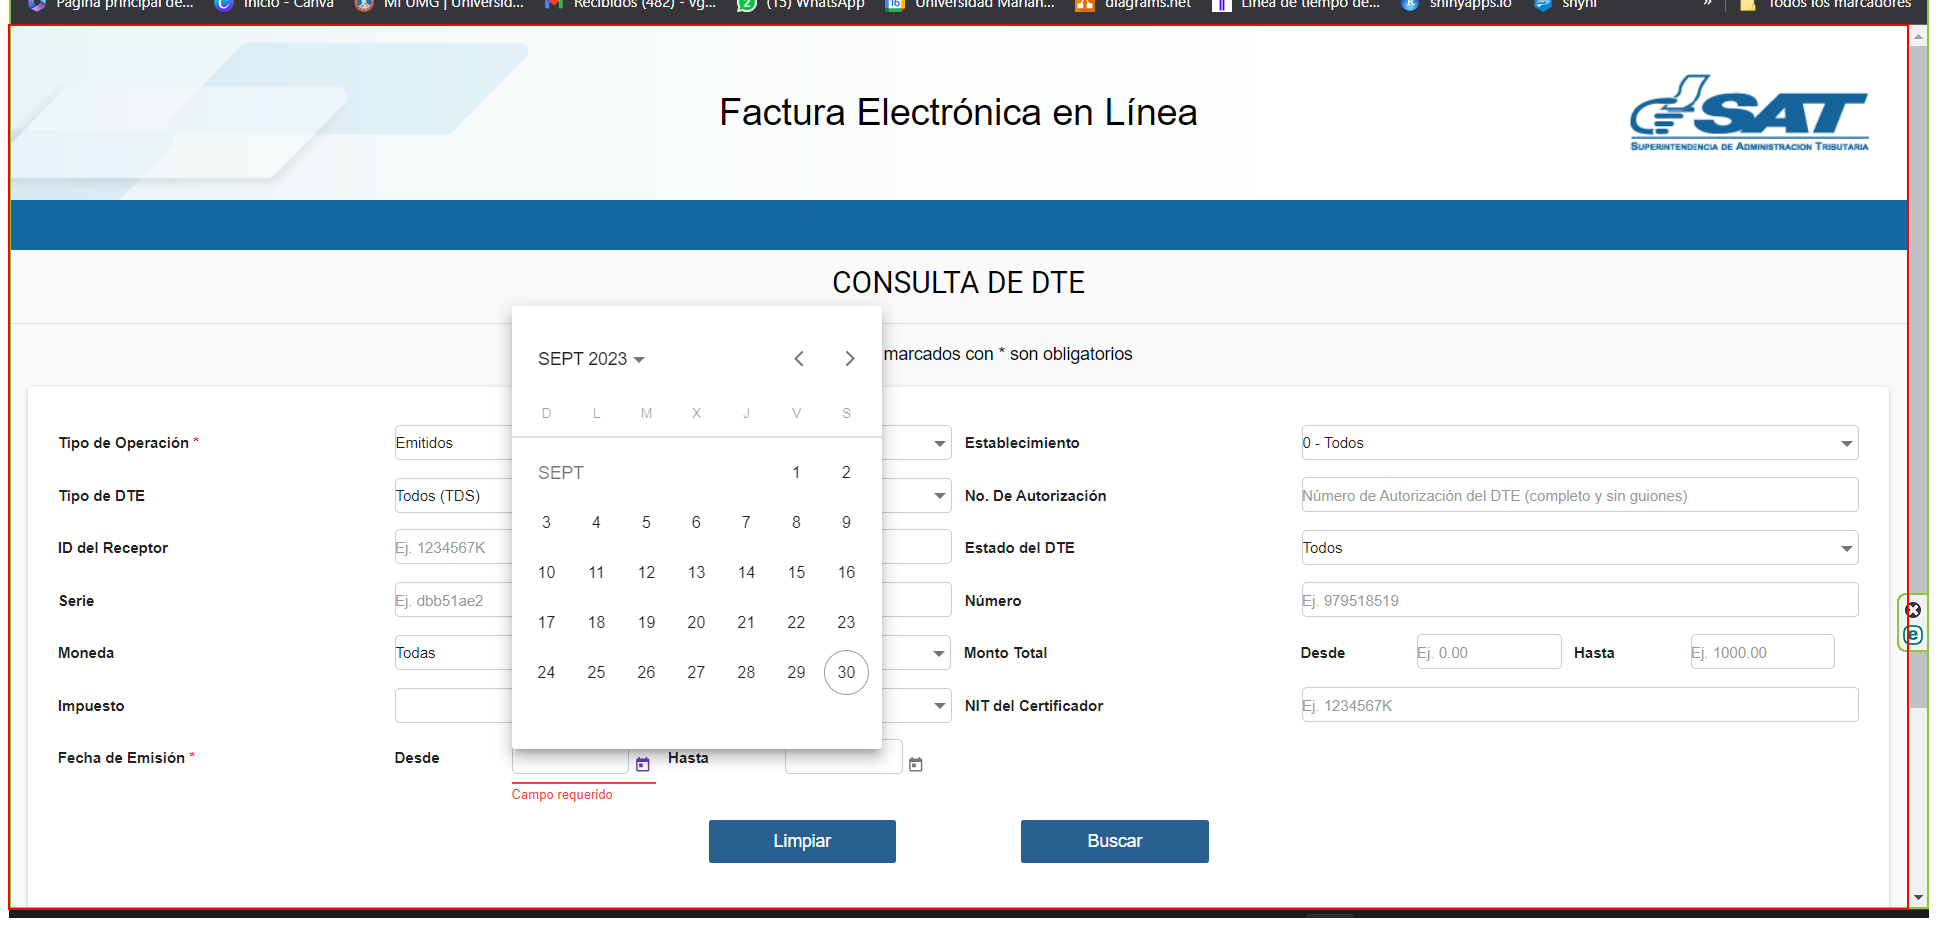 Página principal de...
Inicio - Canva
Mi UMG | Universid...
Recibidos (482) - vg...
(15) WhatsApp
Universidad Marian...
diagrams.net
Línea de tiempo de...
shinyapps.io
Todos los marcadores
Factura Electrónica en Línea
SAT
SUPERINTENDENCIA DE ADMINISTRACION TRIBUTARIA
CONSULTA DE DTE
marcados con * son obligatorios
SEPT 2023
D L M X J V S
SEPT 1 2
3 4 5 6 7 8 9
10 11 12 13 14 15 16
17 18 19 20 21 22 23
24 25 26 27 28 29 30
Tipo de Operación * Emitidos
Establecimiento 0 - Todos
Tipo de DTE Todos (TDS)
No. De Autorización Número de Autorización del DTE (completo y sin guiones)
ID del Receptor Ej. 1234567K
Estado del DTE Todos
Serie Ej. dbb51ae2
Número Ej. 979518519
Moneda Todas
Monto Total Desde Ej. 0.00 Hasta Ej. 1000.00
Impuesto
NIT del Certificador Ej. 1234567K
Fecha de Emisión * Desde Hasta
Campo requerido
Limpiar Buscar